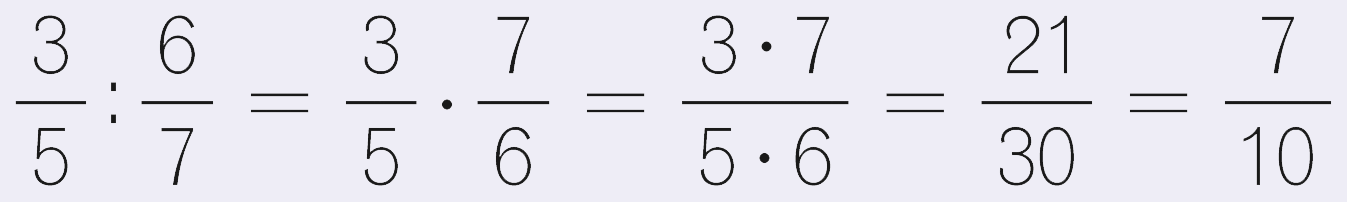 3/5 : 6/7 = 3/5 · 7/6 = 3 · 7/5 · 6 = 21/30 = 7/10